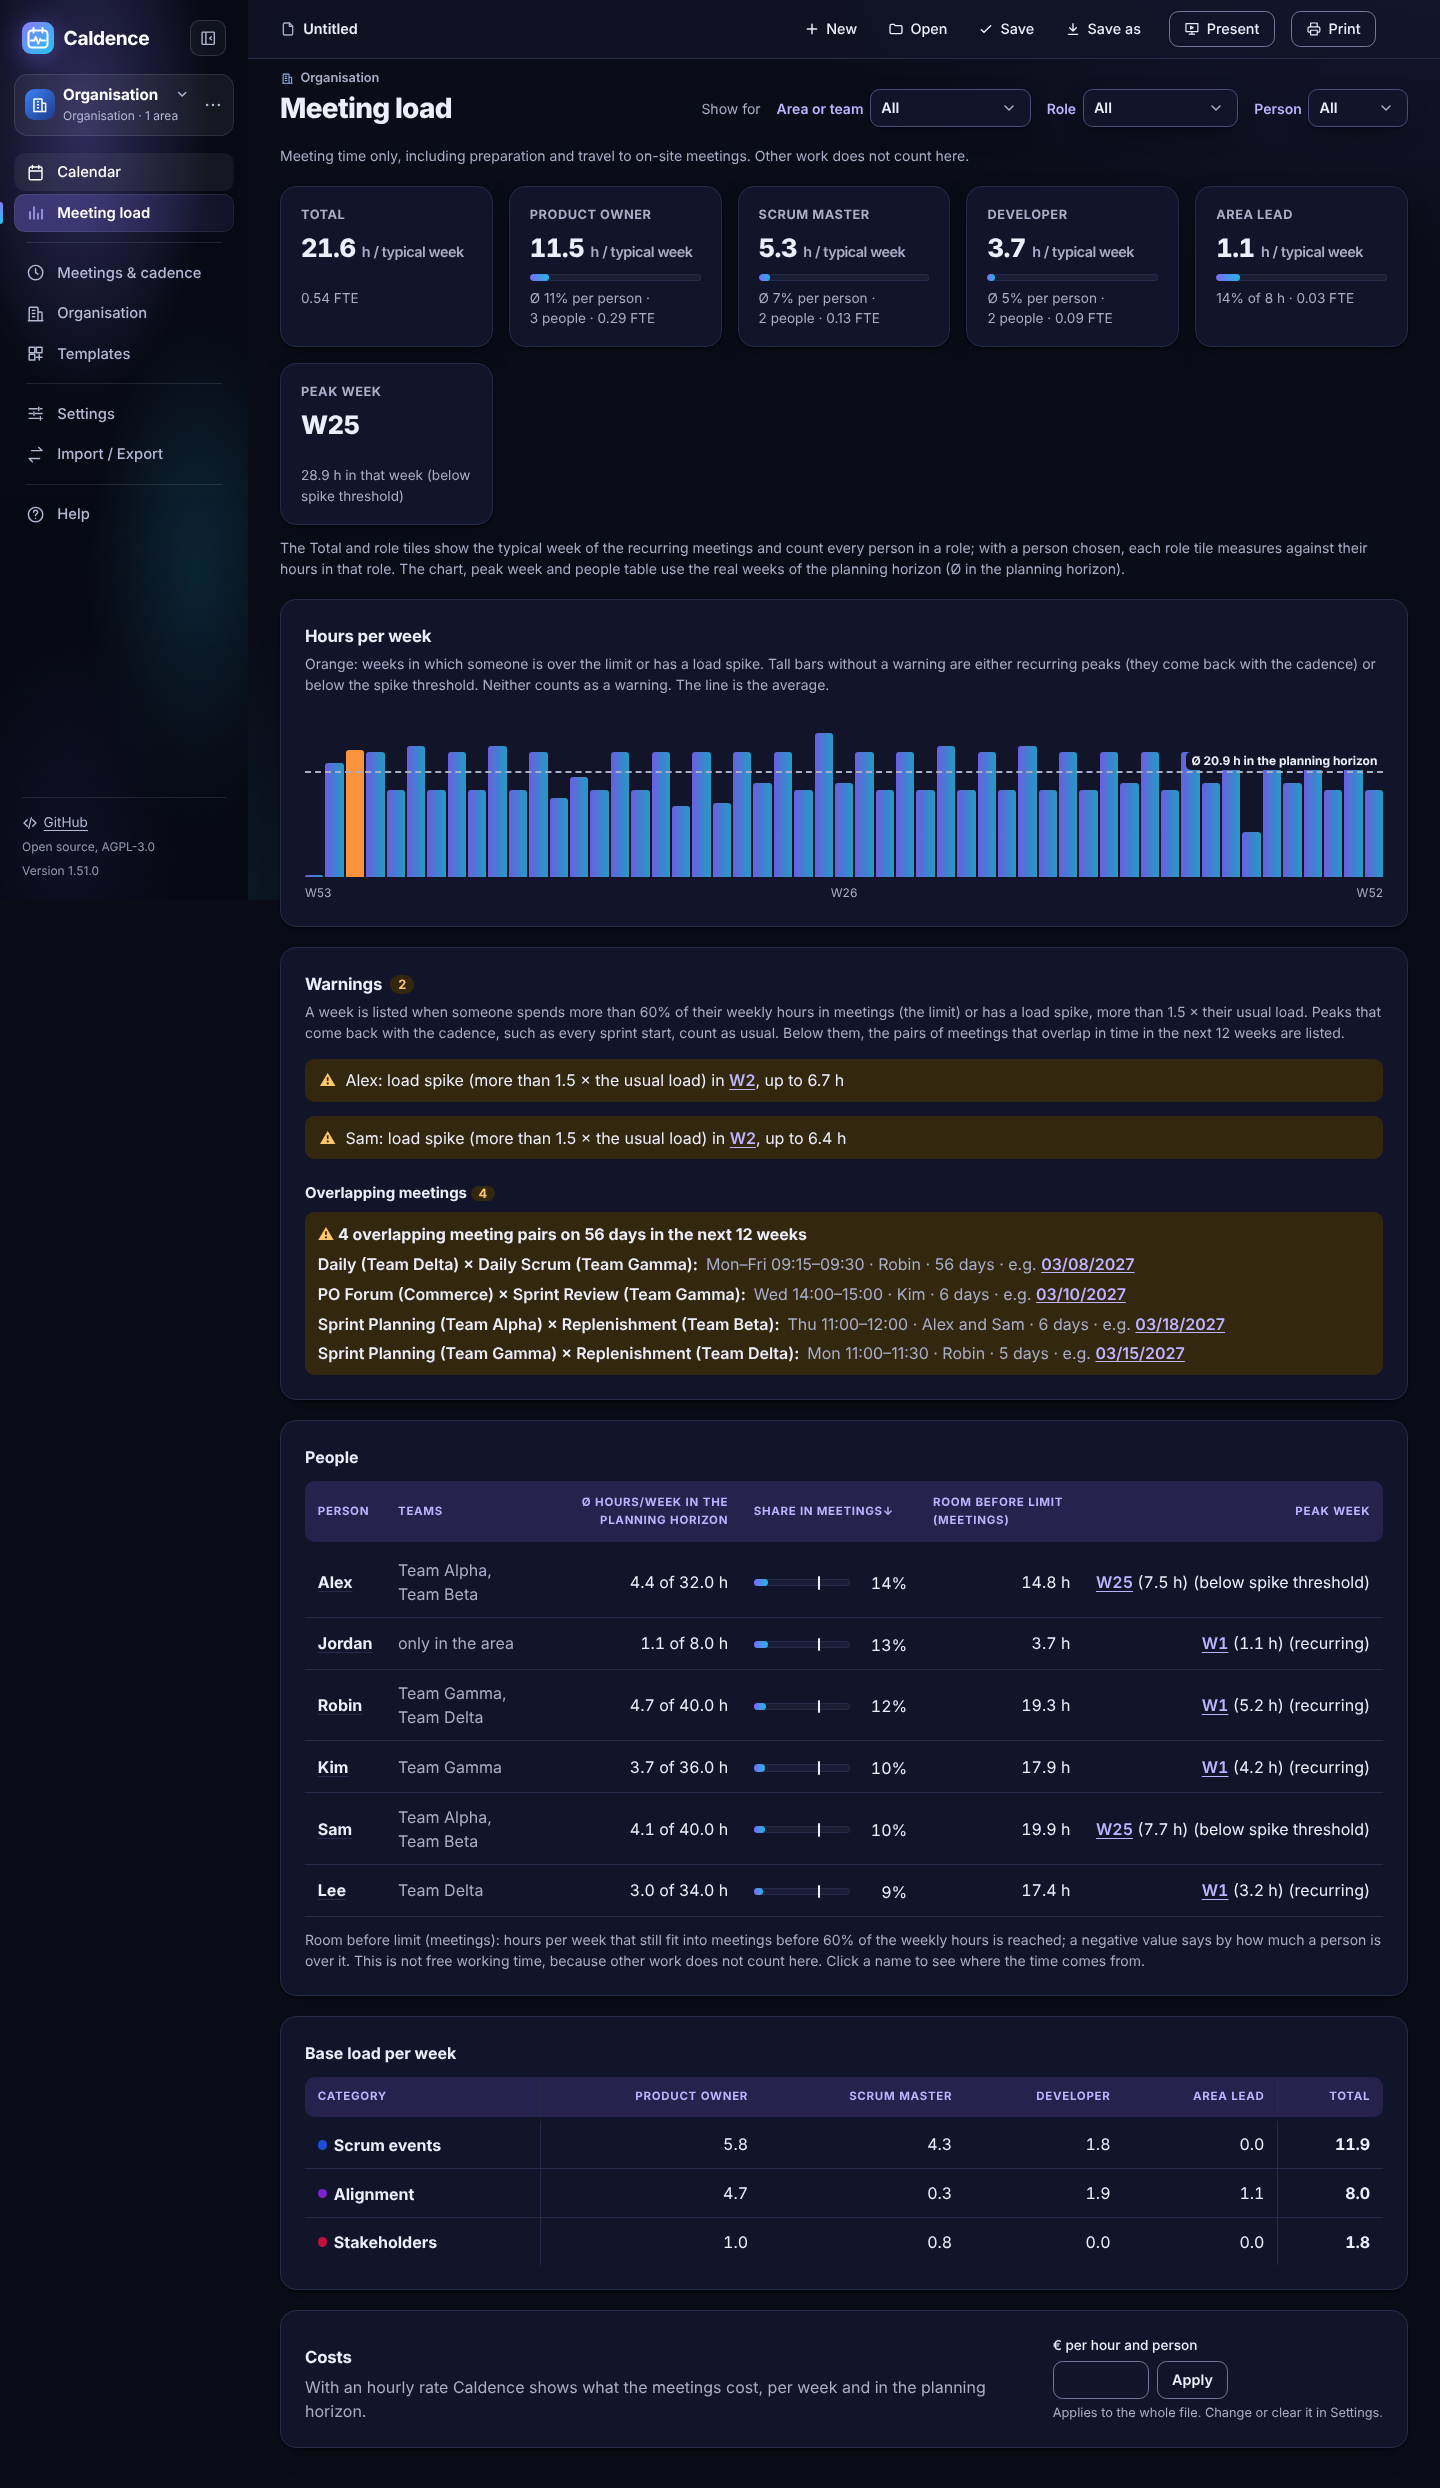 Caldence
Organisation
Organisation · 1 area
Calendar
Meeting load
Meetings & cadence
Organisation
Templates
Settings
Import / Export
Help
GitHub
Open source, AGPL-3.0
Version 1.51.0
Untitled
New
Open
Save
Save as
Present
Print
Organisation
Meeting load
Show for
Area or team
All
Role
All
Person
All
Meeting time only, including preparation and travel to on-site meetings. Other work does not count here.
TOTAL
21.6 h / typical week
0.54 FTE
PRODUCT OWNER
11.5 h / typical week
Ø 11% per person ·
3 people · 0.29 FTE
SCRUM MASTER
5.3 h / typical week
Ø 7% per person ·
2 people · 0.13 FTE
DEVELOPER
3.7 h / typical week
Ø 5% per person ·
2 people · 0.09 FTE
AREA LEAD
1.1 h / typical week
14% of 8 h · 0.03 FTE
PEAK WEEK
W25
28.9 h in that week (below
spike threshold)
The Total and role tiles show the typical week of the recurring meetings and count every person in a role; with a person chosen, each role tile measures against their
hours in that role. The chart, peak week and people table use the real weeks of the planning horizon (Ø in the planning horizon).
Hours per week
Orange: weeks in which someone is over the limit or has a load spike. Tall bars without a warning are either recurring peaks (they come back with the cadence) or
below the spike threshold. Neither counts as a warning. The line is the average.
Ø 20.9 h in the planning horizon
W53
W26
W52
Warnings 2
A week is listed when someone spends more than 60% of their weekly hours in meetings (the limit) or has a load spike, more than 1.5 × their usual load. Peaks that
come back with the cadence, such as every sprint start, count as usual. Below them, the pairs of meetings that overlap in time in the next 12 weeks are listed.
Alex: load spike (more than 1.5 × the usual load) in W2, up to 6.7 h
Sam: load spike (more than 1.5 × the usual load) in W2, up to 6.4 h
Overlapping meetings 4
4 overlapping meeting pairs on 56 days in the next 12 weeks
Daily (Team Delta) × Daily Scrum (Team Gamma): Mon–Fri 09:15–09:30 · Robin · 56 days · e.g. 03/08/2027
PO Forum (Commerce) × Sprint Review (Team Gamma): Wed 14:00–15:00 · Kim · 6 days · e.g. 03/10/2027
Sprint Planning (Team Alpha) × Replenishment (Team Beta): Thu 11:00–12:00 · Alex and Sam · 6 days · e.g. 03/18/2027
Sprint Planning (Team Gamma) × Replenishment (Team Delta): Mon 11:00–11:30 · Robin · 5 days · e.g. 03/15/2027
People
PERSON
TEAMS
Ø HOURS/WEEK IN THE
PLANNING HORIZON
SHARE IN MEETINGS↓
ROOM BEFORE LIMIT
(MEETINGS)
PEAK WEEK
Alex
Team Alpha,
Team Beta
4.4 of 32.0 h
14%
14.8 h
W25 (7.5 h) (below spike threshold)
Jordan
only in the area
1.1 of 8.0 h
13%
3.7 h
W1 (1.1 h) (recurring)
Robin
Team Gamma,
Team Delta
4.7 of 40.0 h
12%
19.3 h
W1 (5.2 h) (recurring)
Kim
Team Gamma
3.7 of 36.0 h
10%
17.9 h
W1 (4.2 h) (recurring)
Sam
Team Alpha,
Team Beta
4.1 of 40.0 h
10%
19.9 h
W25 (7.7 h) (below spike threshold)
Lee
Team Delta
3.0 of 34.0 h
9%
17.4 h
W1 (3.2 h) (recurring)
Room before limit (meetings): hours per week that still fit into meetings before 60% of the weekly hours is reached; a negative value says by how much a person is
over it. This is not free working time, because other work does not count here. Click a name to see where the time comes from.
Base load per week
CATEGORY
PRODUCT OWNER
SCRUM MASTER
DEVELOPER
AREA LEAD
TOTAL
Scrum events
5.8
4.3
1.8
0.0
11.9
Alignment
4.7
0.3
1.9
1.1
8.0
Stakeholders
1.0
0.8
0.0
0.0
1.8
Costs
With an hourly rate Caldence shows what the meetings cost, per week and in the planning
horizon.
€ per hour and person
Apply
Applies to the whole file. Change or clear it in Settings.